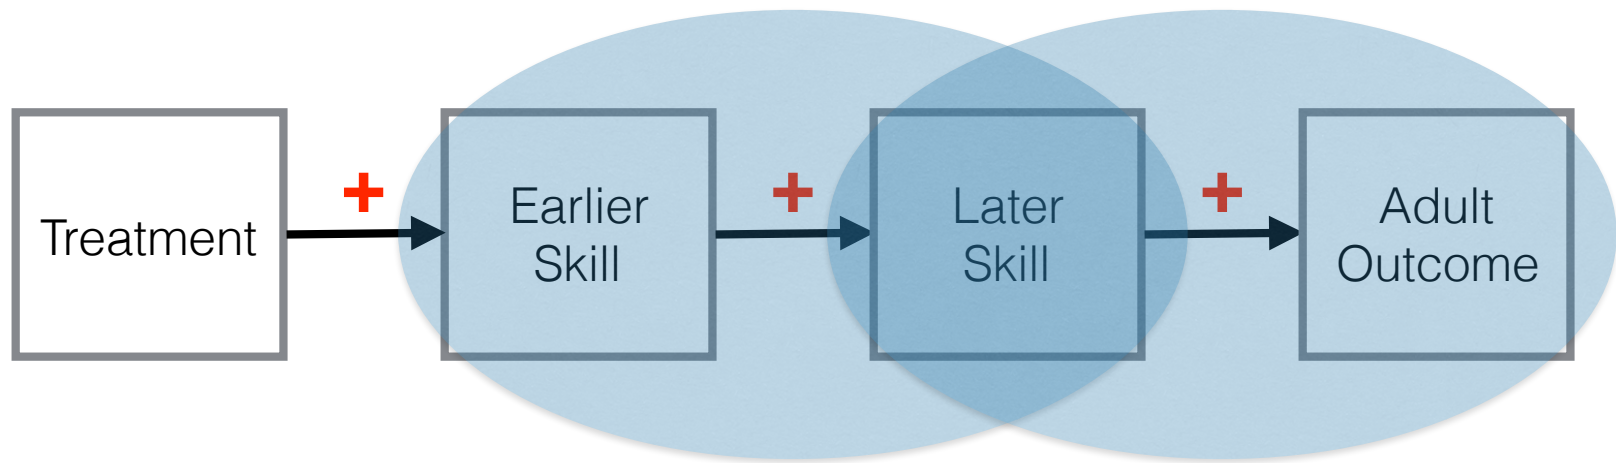 Treatment
+
Earlier
Skill
+
Later
Skill
+
Adult
Outcome